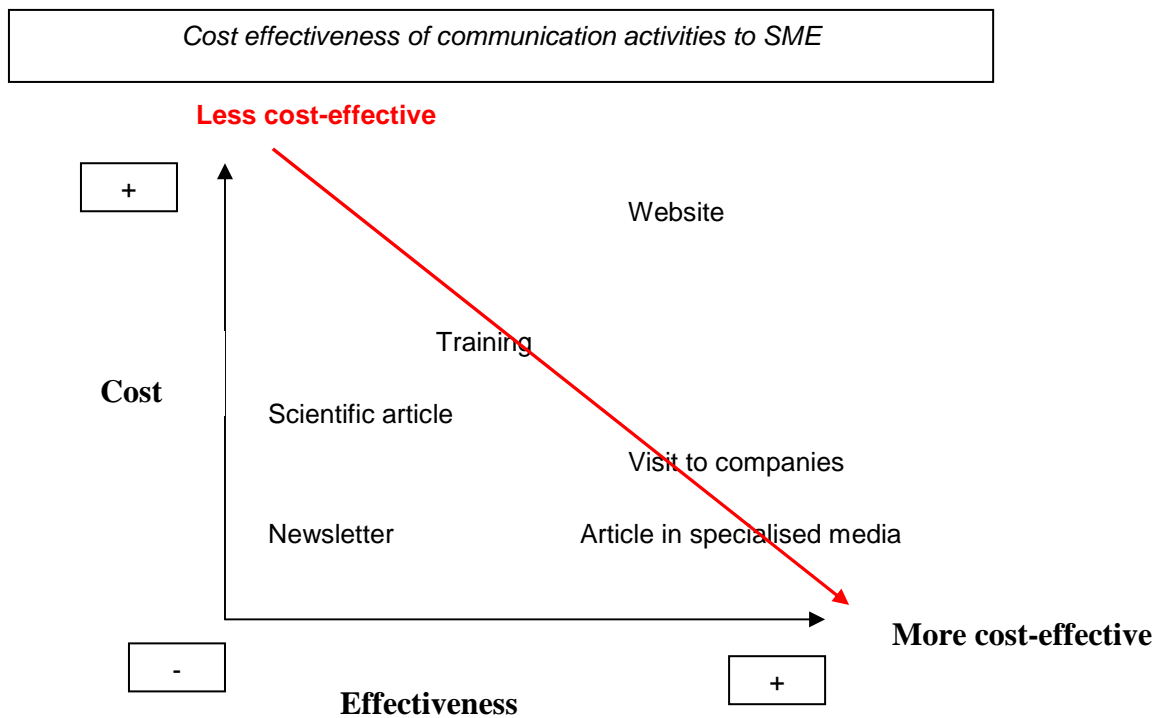 Cost effectiveness of communication activities to SME
Less cost-effective
+
Website
Training
Cost
Scientific article
Visit to companies
Newsletter
Article in specialised media
More cost-effective
-
+
Effectiveness